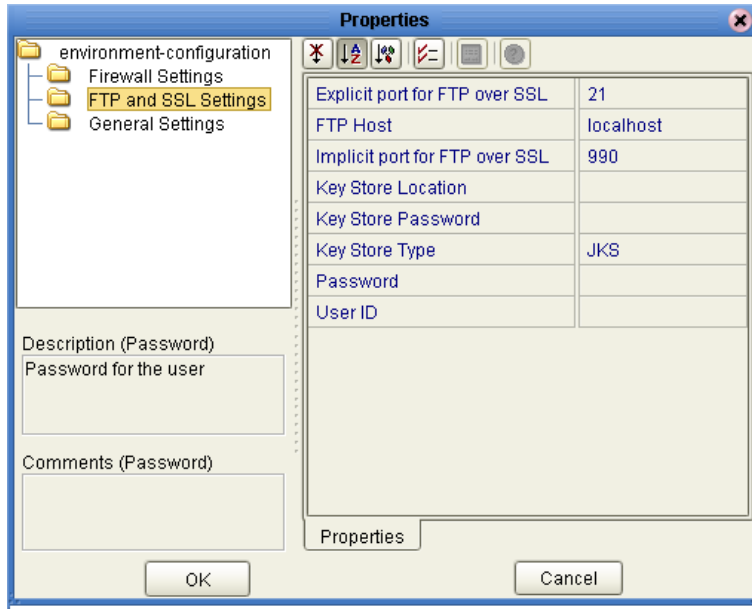 Properties
environment-configuration
Firewall Settings
FTP and SSL Settings
General Settings
Explicit port for FTP over SSL 21
FTP Host localhost
Implicit port for FTP over SSL 990
Key Store Location
Key Store Password
Key Store Type JKS
Password
User ID
Description (Password)
Password for the user
Comments (Password)
Properties
OK
Cancel